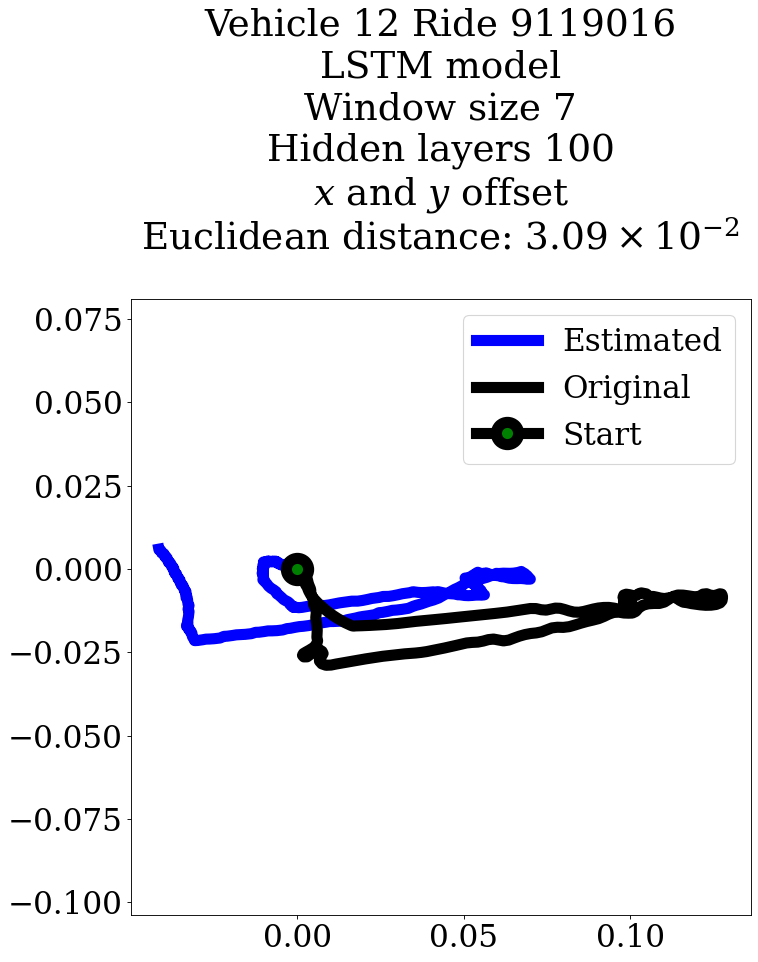 Vehicle 12 Ride 9119016
LSTM model
Window size 7
Hidden layers 100
x and y offset
Euclidean distance: 3.09 × 10⁻²
Estimated
Original
Start
0.075
0.050
0.025
0.000
−0.025
−0.050
−0.075
−0.100
0.00 0.05 0.10